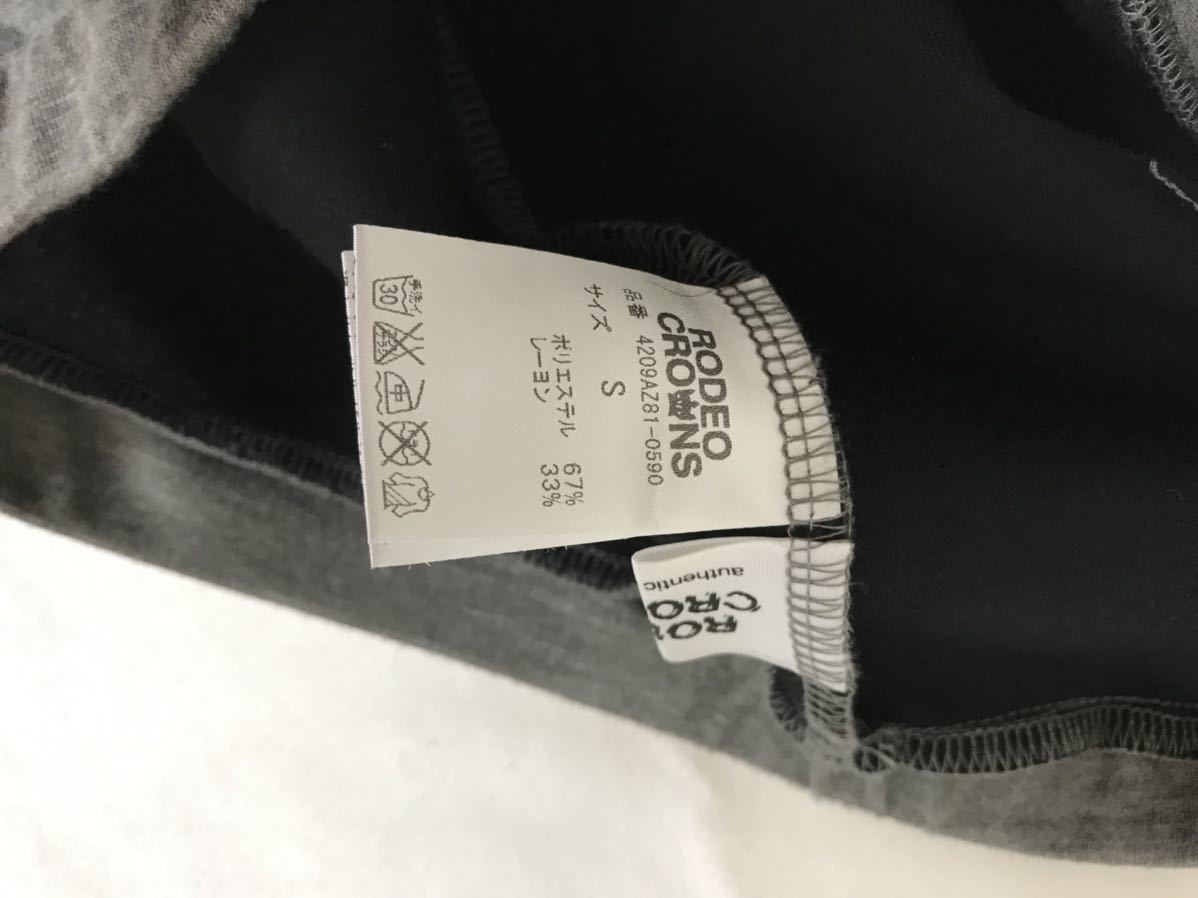 RODEO
CROWNS
品番 4209AZ81-0590
サイズ S
ポリエステル 67%
レーヨン 33%
手洗イ
30
authentic